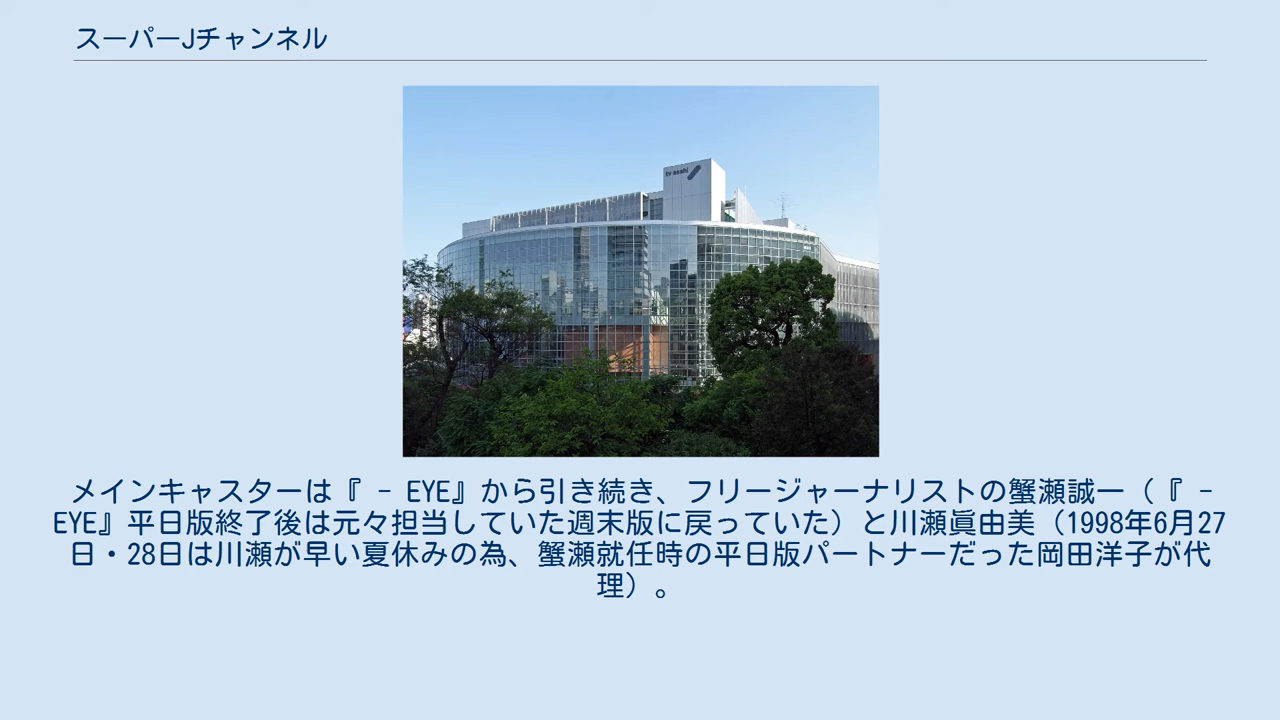 スーパーJチャンネル
tv asahi
メインキャスターは『 - EYE』から引き続き、フリージャーナリストの蟹瀬誠一（『 -
EYE』平日版終了後は元々担当していた週末版に戻っていた）と川瀬眞由美（1998年6月27
日・28日は川瀬が早い夏休みの為、蟹瀬就任時の平日版パートナーだった岡田洋子が代
理）。